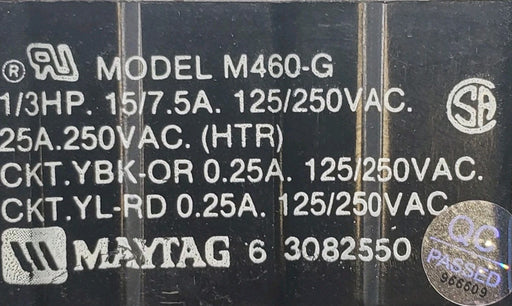 ® MODEL M460-G
1/3HP. 15/7.5A. 125/250VAC.
25A.250VAC. (HTR)
CKT.YBK-OR 0.25A. 125/250VAC.
CKT.YL-RD 0.25A. 125/250VAC.
MAYTAG 6 3082550
QC
PASSED
966609